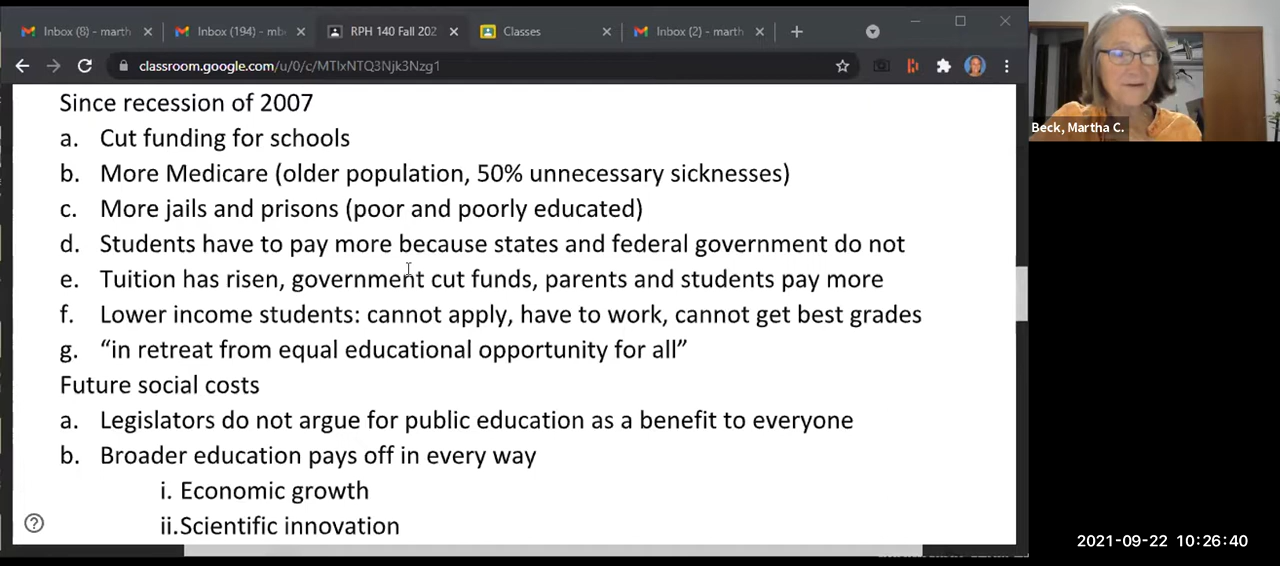 Inbox (8) - marth
Inbox (194) - mbe
RPH 140 Fall 202
Classes
Inbox (2) - marth
classroom.google.com/u/0/c/MTIxNTQ3Njk3Nzg1
Since recession of 2007
a. Cut funding for schools
b. More Medicare (older population, 50% unnecessary sicknesses)
c. More jails and prisons (poor and poorly educated)
d. Students have to pay more because states and federal government do not
e. Tuition has risen, government cut funds, parents and students pay more
f. Lower income students: cannot apply, have to work, cannot get best grades
g. “in retreat from equal educational opportunity for all”
Future social costs
a. Legislators do not argue for public education as a benefit to everyone
b. Broader education pays off in every way
i. Economic growth
ii.Scientific innovation
Beck, Martha C.
2021-09-22 10:26:40